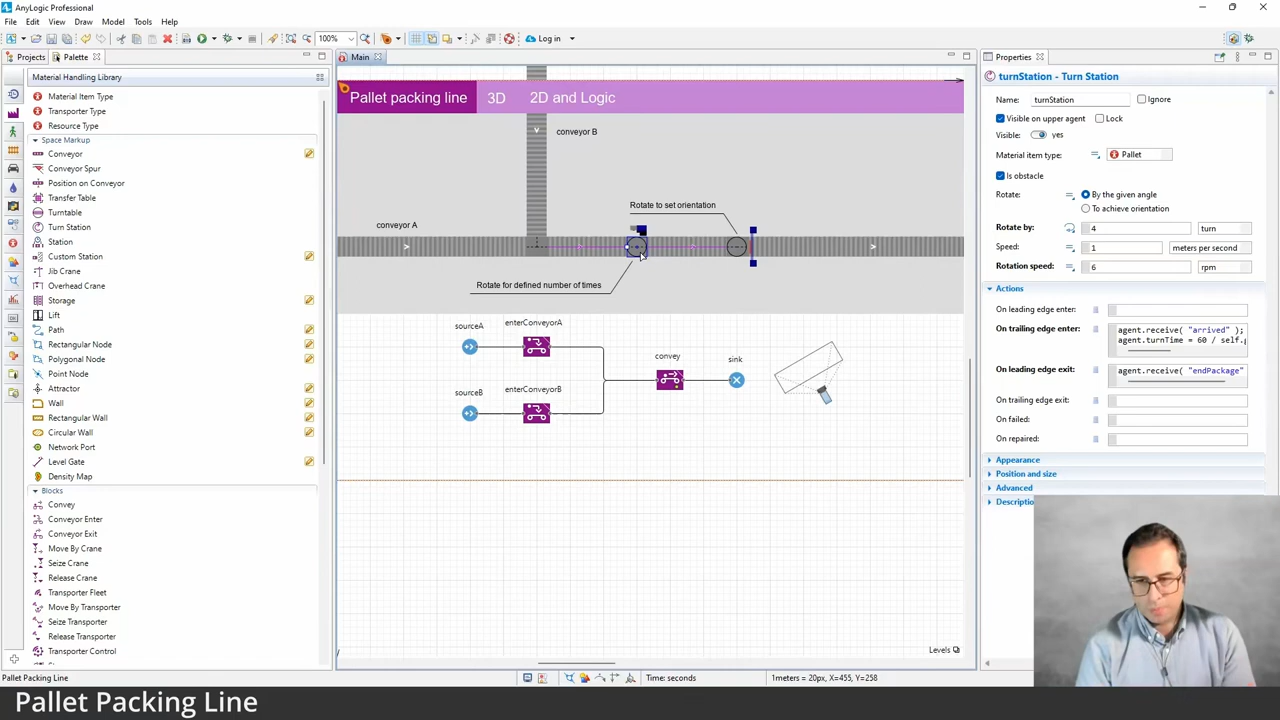 AnyLogic Professional
File Edit View Draw Model Tools Help
100% Log in
Projects Palette
Material Handling Library
Material Item Type
Transporter Type
Resource Type
Space Markup
Conveyor
Conveyor Spur
Position on Conveyor
Transfer Table
Turntable
Turn Station
Station
Custom Station
Jib Crane
Overhead Crane
Storage
Lift
Path
Rectangular Node
Polygonal Node
Point Node
Attractor
Wall
Rectangular Wall
Circular Wall
Network Port
Level Gate
Density Map
Blocks
Convey
Conveyor Enter
Conveyor Exit
Move By Crane
Seize Crane
Release Crane
Transporter Fleet
Move By Transporter
Seize Transporter
Release Transporter
Transporter Control
Main
Pallet packing line 3D 2D and Logic
conveyor B
Rotate to set orientation
conveyor A
Rotate for defined number of times
sourceA enterConveyorA
convey sink
sourceB enterConveyorB
Levels
Properties
turnStation - Turn Station
Name: turnStation Ignore
Visible on upper agent Lock
Visible: yes
Material item type: Pallet
Is obstacle
Rotate: By the given angle
To achieve orientation
Rotate by: 4 turn
Speed: 1 meters per second
Rotation speed: 6 rpm
Actions
On leading edge enter:
On trailing edge enter: agent.receive( "arrived" );
agent.turnTime = 60 / self.
On leading edge exit: agent.receive( "endPackage"
On trailing edge exit:
On failed:
On repaired:
Appearance
Position and size
Advanced
Descriptio
Pallet Packing Line Time: seconds 1meters = 20px, X=455, Y=258
Pallet Packing Line